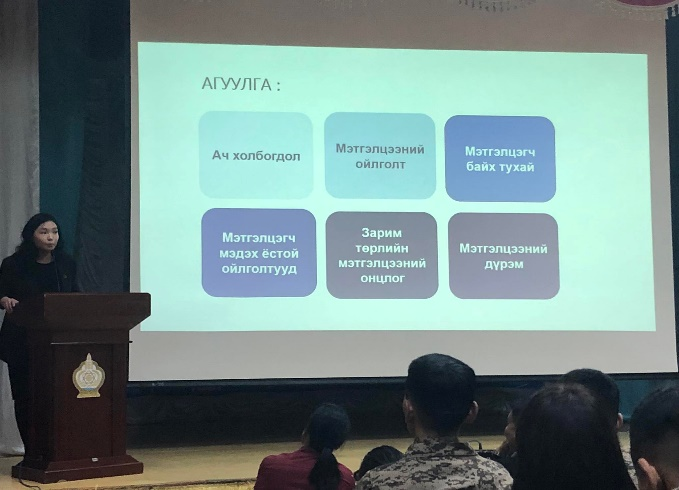 АГУУЛГА :
Ач холбогдол
Мэтгэлцээний
ойлголт
Мэтгэлцэгч
байх тухай
Мэтгэлцэгч
мэдэх ёстой
ойлголтууд
Зарим
төрлийн
мэтгэлцээний
онцлог
Мэтгэлцээний
дүрэм